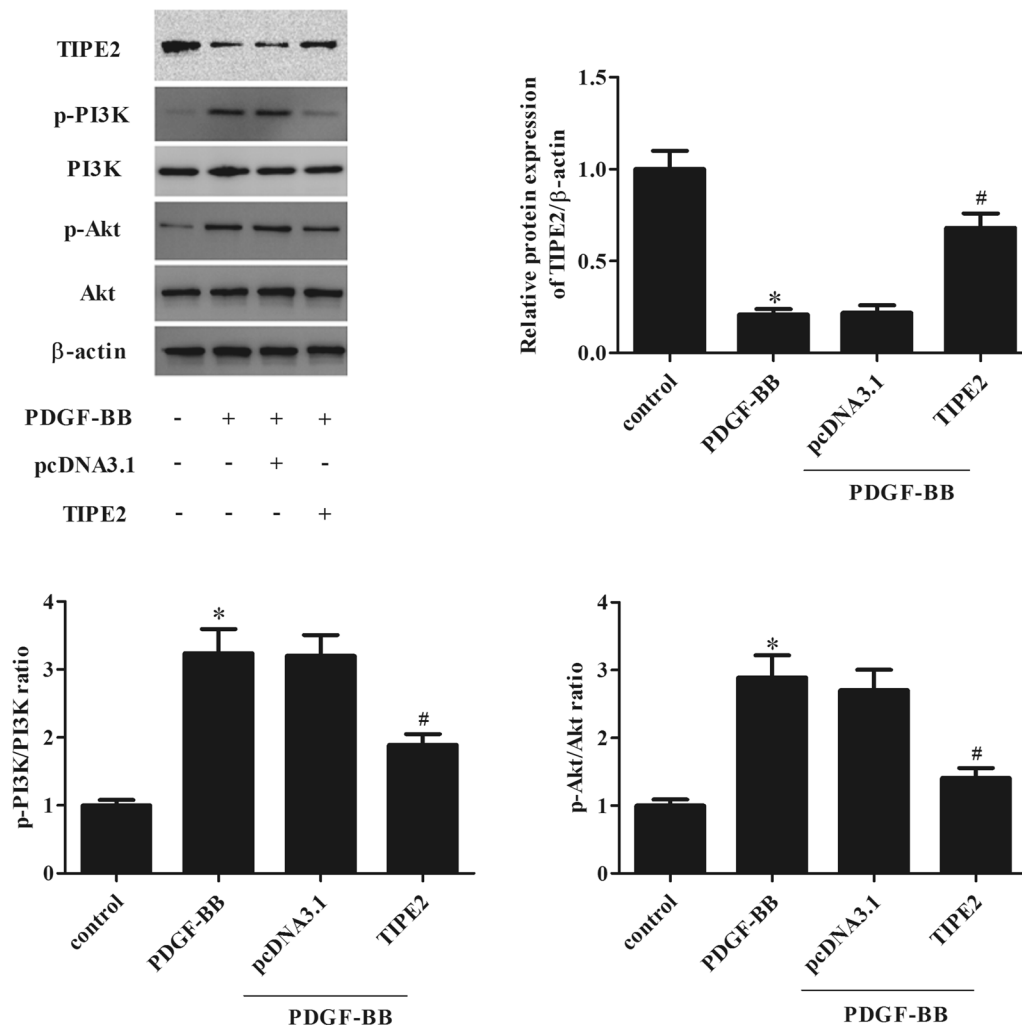 TIPE2
p-PI3K
PI3K
p-Akt
Akt
β-actin
PDGF-BB - + + +
pcDNA3.1 - - + -
TIPE2 - - - +
Relative protein expression
of TIPE2/β-actin
1.5
1.0
0.5
0.0
*
#
control
PDGF-BB
pcDNA3.1
TIPE2
PDGF-BB
p-PI3K/PI3K ratio
4
3
2
1
0
*
#
control
PDGF-BB
pcDNA3.1
TIPE2
PDGF-BB
p-Akt/Akt ratio
4
3
2
1
0
*
#
control
PDGF-BB
pcDNA3.1
TIPE2
PDGF-BB